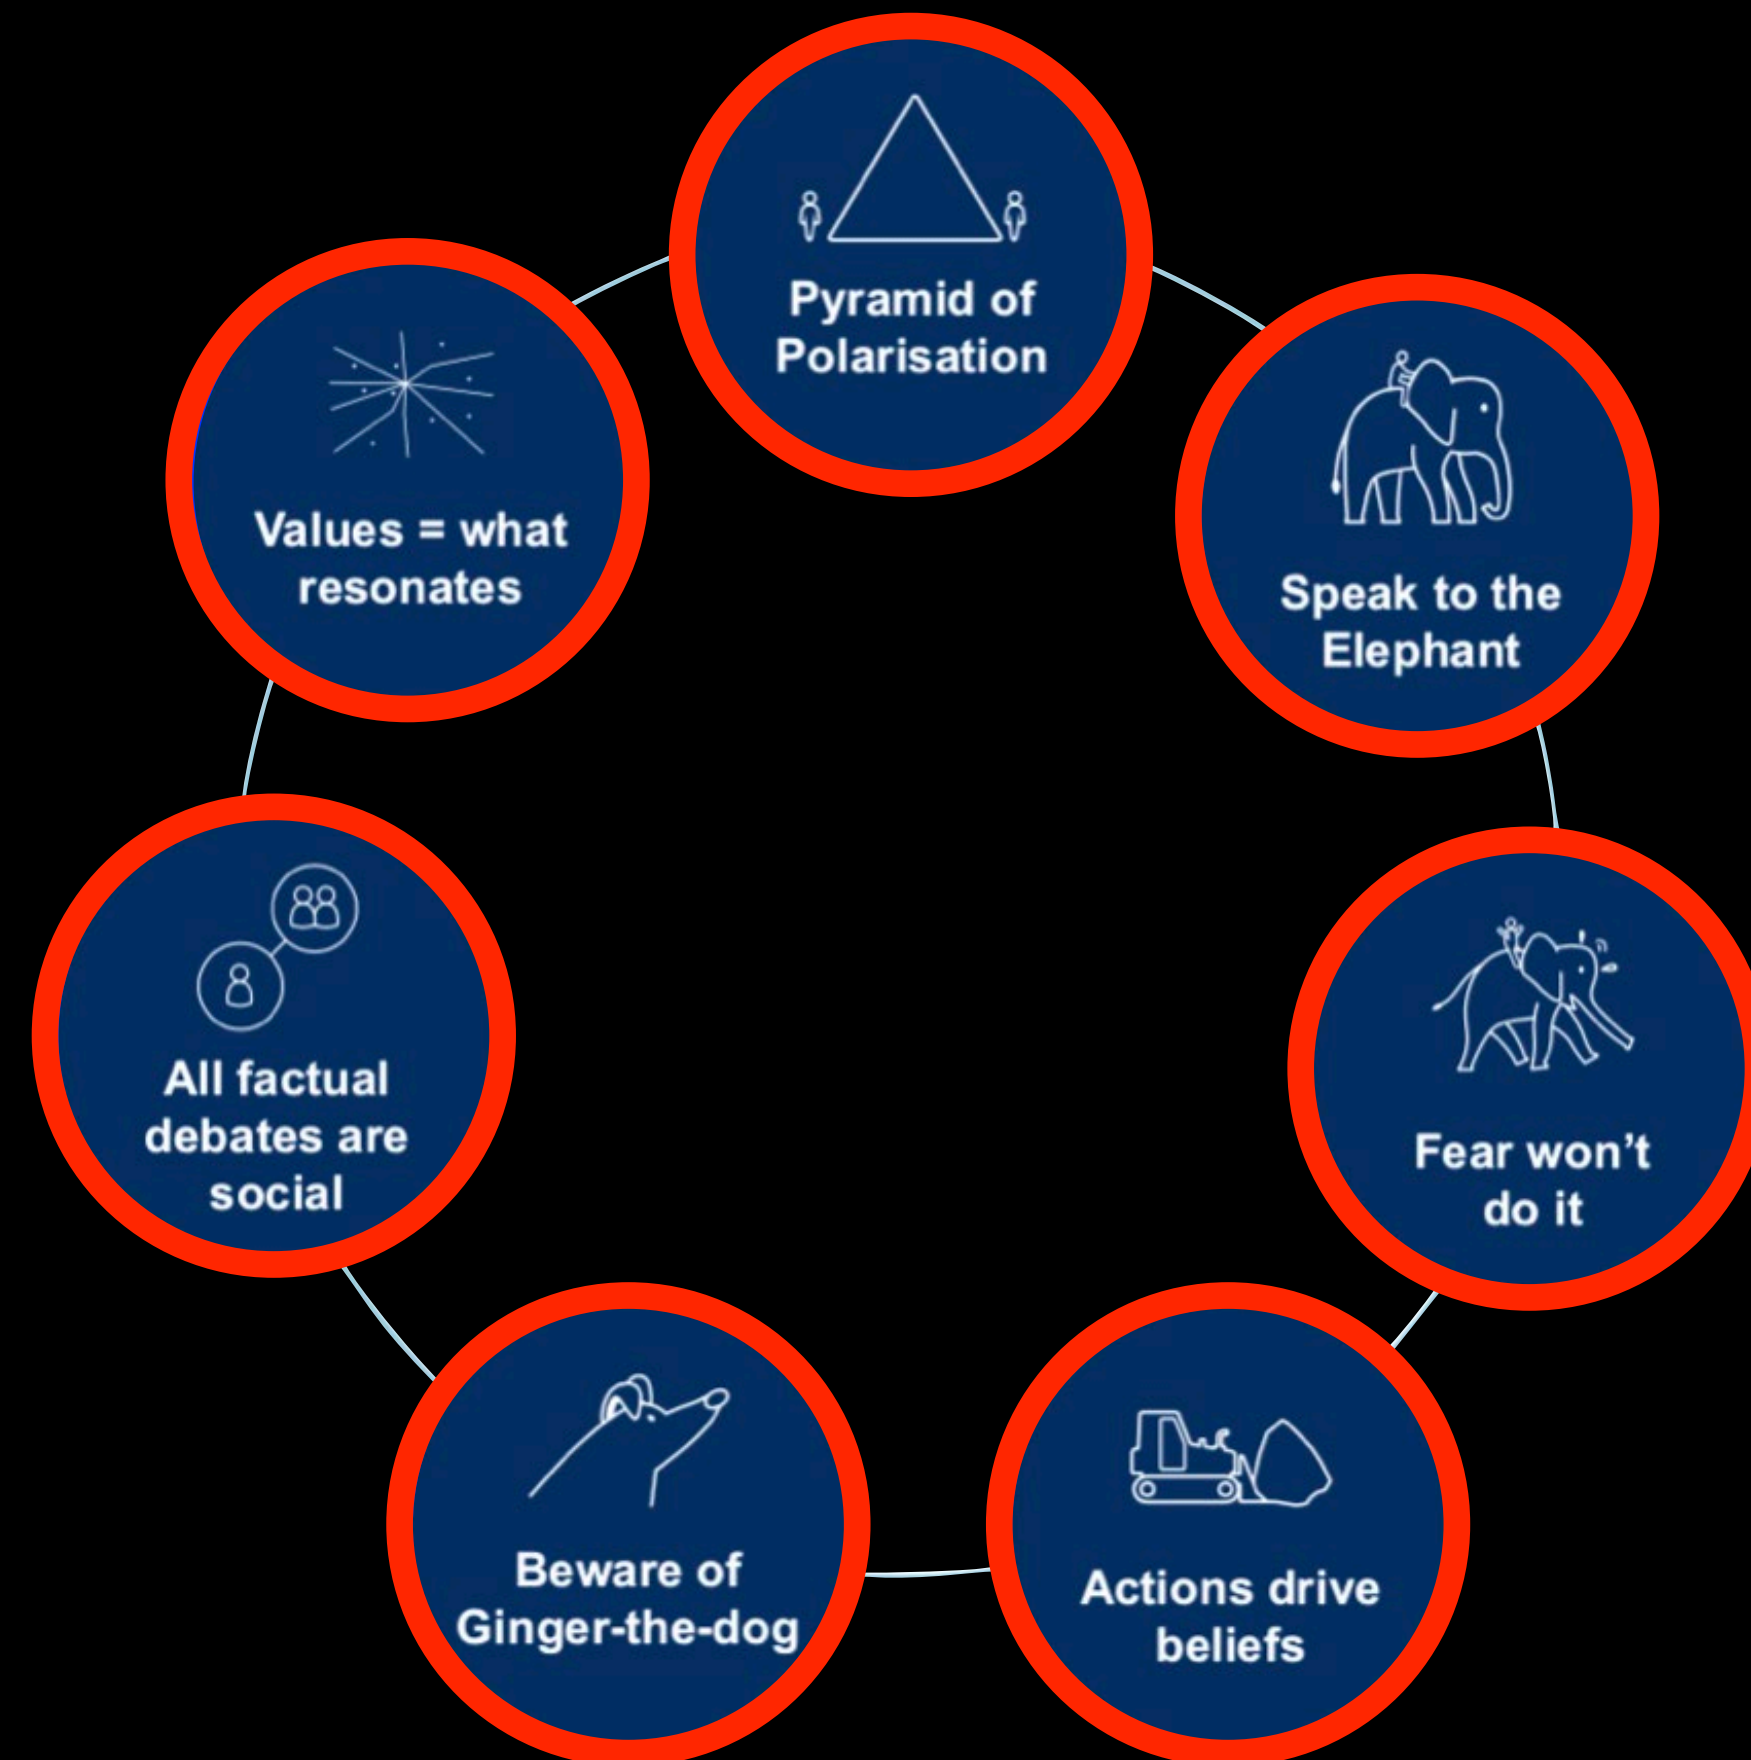 Pyramid of
Polarisation
Speak to the
Elephant
Fear won’t
do it
Actions drive
beliefs
Beware of
Ginger-the-dog
All factual
debates are
social
Values = what
resonates